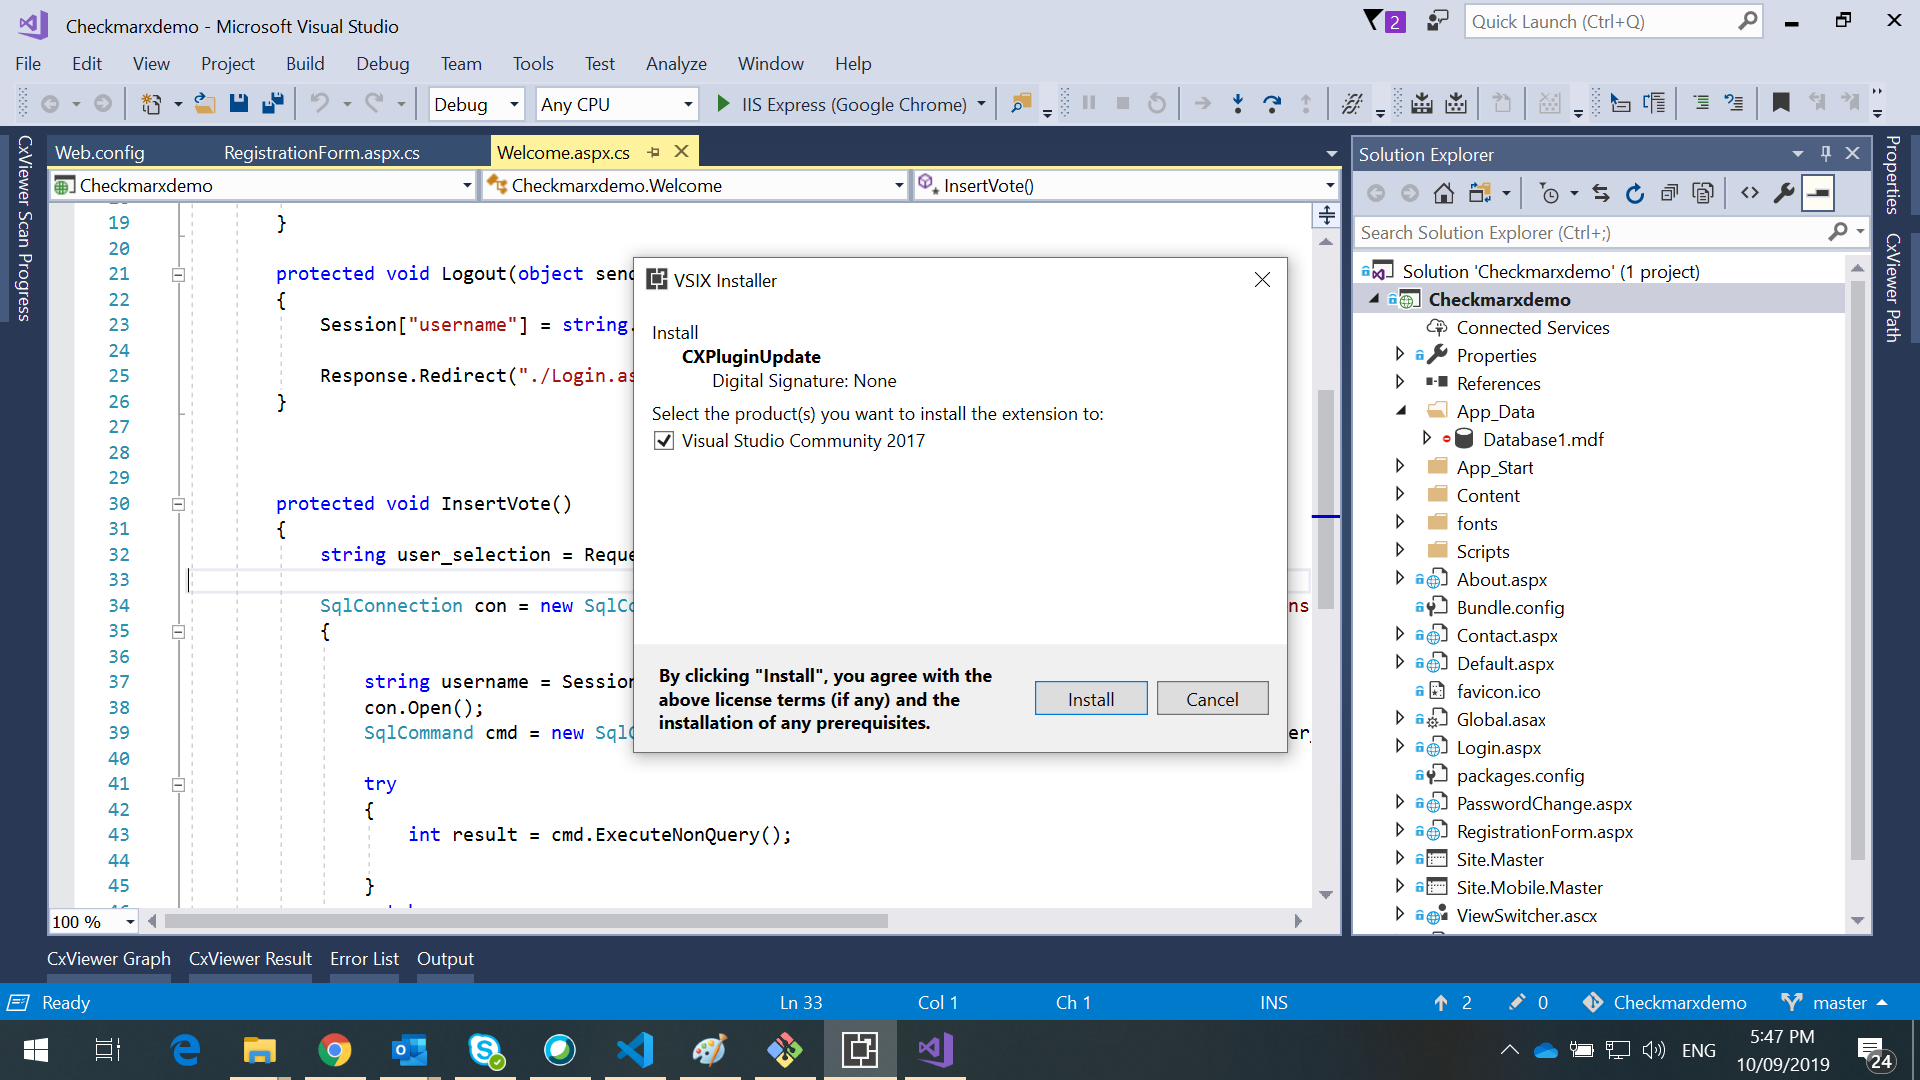 Checkmarxdemo - Microsoft Visual Studio
2
Quick Launch (Ctrl+Q)
File Edit View Project Build Debug Team Tools Test Analyze Window Help
Debug Any CPU IIS Express (Google Chrome)
CxViewer Scan Progress
Web.config RegistrationForm.aspx.cs Welcome.aspx.cs
Checkmarxdemo Checkmarxdemo.Welcome InsertVote()
19 }
20
21 protected void Logout(object send
22 {
23 Session["username"] = string.
24
25 Response.Redirect("./Login.as
26 }
27
28
29
30 protected void InsertVote()
31 {
32 string user_selection = Reque
33
34 SqlConnection con = new SqlCo ns
35 {
36
37 string username = Session
38 con.Open();
39 SqlCommand cmd = new SqlC er_
40
41 try
42 {
43 int result = cmd.ExecuteNonQuery();
44
45 }
100 %
VSIX Installer
Install
CXPluginUpdate
Digital Signature: None
Select the product(s) you want to install the extension to:
Visual Studio Community 2017
By clicking "Install", you agree with the
above license terms (if any) and the
installation of any prerequisites.
Install Cancel
Solution Explorer
Search Solution Explorer (Ctrl+;)
Solution 'Checkmarxdemo' (1 project)
Checkmarxdemo
Connected Services
Properties
References
App_Data
Database1.mdf
App_Start
Content
fonts
Scripts
About.aspx
Bundle.config
Contact.aspx
Default.aspx
favicon.ico
Global.asax
Login.aspx
packages.config
PasswordChange.aspx
RegistrationForm.aspx
Site.Master
Site.Mobile.Master
ViewSwitcher.ascx
Properties
CxViewer Path
CxViewer Graph CxViewer Result Error List Output
Ready Ln 33 Col 1 Ch 1 INS 2 0 Checkmarxdemo master
ENG
5:47 PM
10/09/2019
24